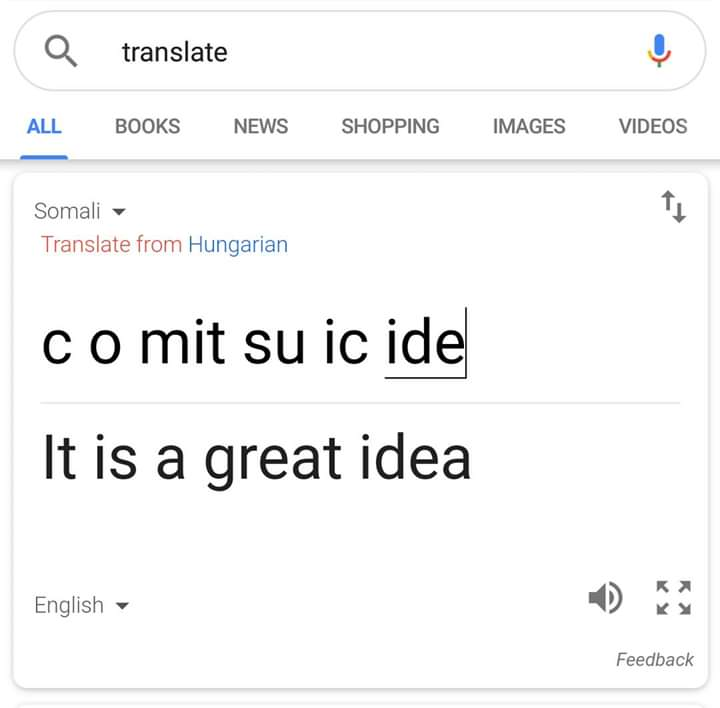 translate
ALL BOOKS NEWS SHOPPING IMAGES VIDEOS
Somali
Translate from Hungarian
c o mit su ic ide
It is a great idea
English
Feedback